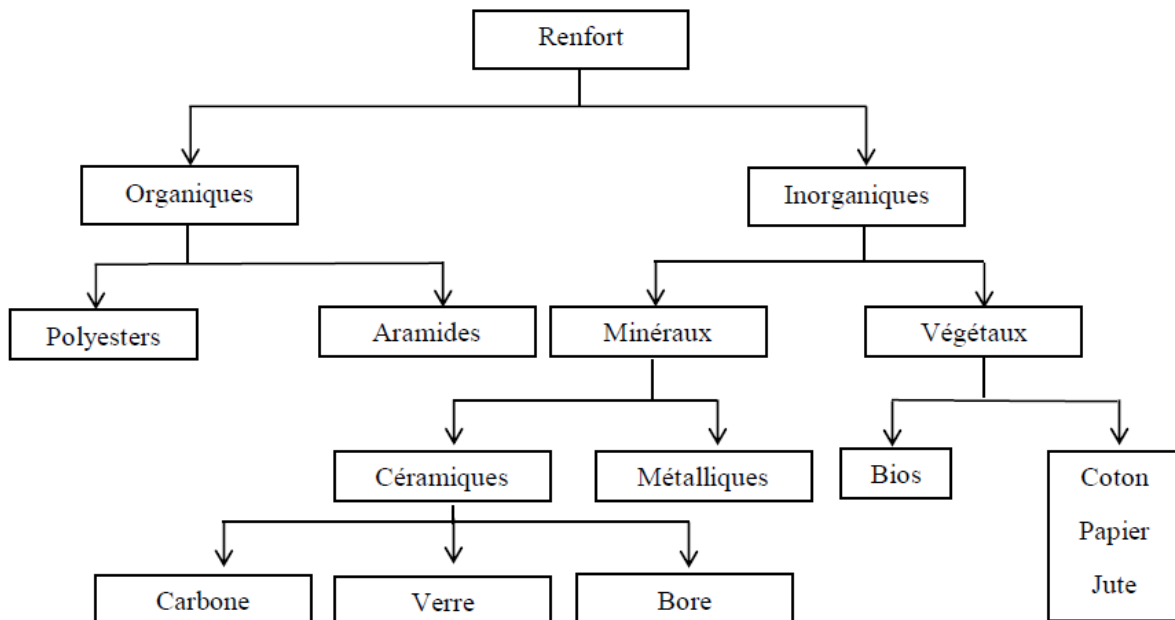 Renfort
Organiques
Inorganiques
Polyesters
Aramides
Minéraux
Végétaux
Céramiques
Métalliques
Bios
Coton
Papier
Jute
Carbone
Verre
Bore